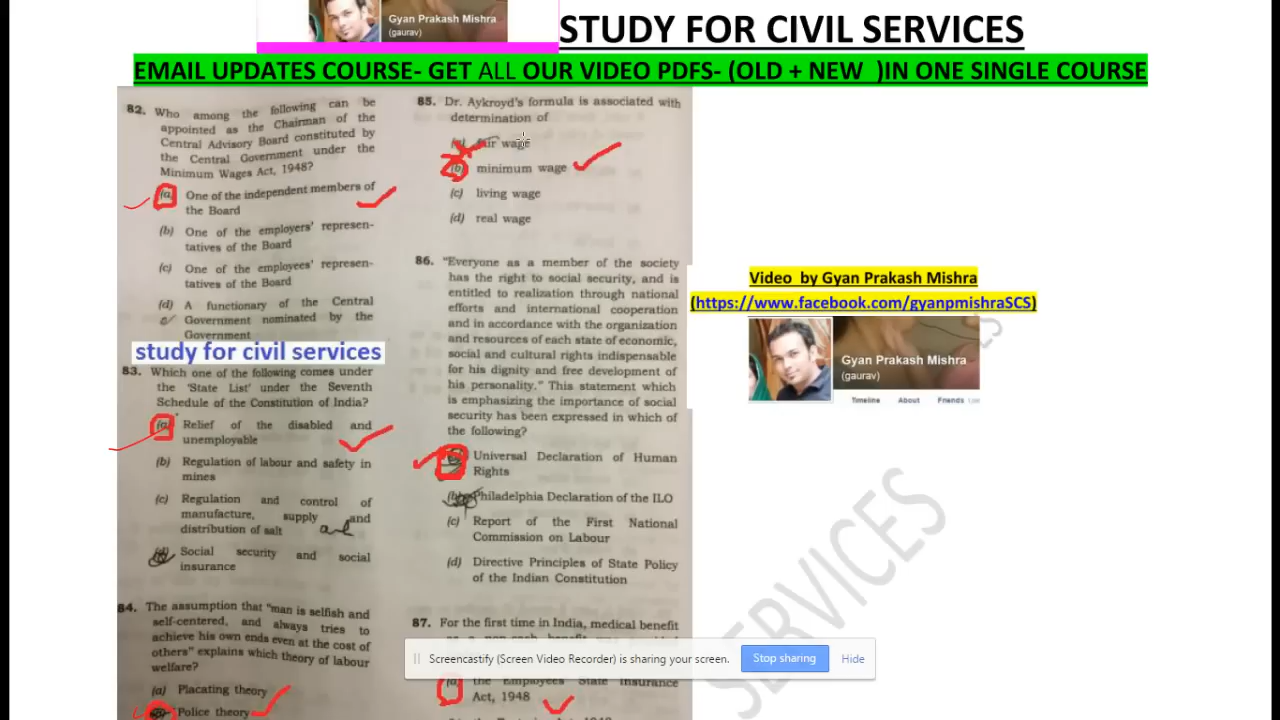 Gyan Prakash Mishra
(gaurav)
STUDY FOR CIVIL SERVICES
EMAIL UPDATES COURSE- GET ALL OUR VIDEO PDFS- (OLD + NEW )IN ONE SINGLE COURSE
82. Who among the following can be
appointed as the Chairman of the
Central Advisory Board constituted by
the Central Government under the
Minimum Wages Act, 1948?
(a) One of the independent members of
the Board
(b) One of the employers' represen-
tatives of the Board
(c) One of the employees' represen-
tatives of the Board
(d) A functionary of the Central
Government nominated by the
Government
study for civil services
83. Which one of the following comes under
the 'State List' under the Seventh
Schedule of the Constitution of India?
(a) Relief of the disabled and
unemployable
(b) Regulation of labour and safety in
mines
(c) Regulation and control of
manufacture, supply and
distribution of salt
(d) Social security and social
insurance
84. The assumption that "man is selfish and
self-centered, and always tries to
achieve his own ends even at the cost of
others" explains which theory of labour
welfare?
(a) Placating theory
Police theory
85. Dr. Aykroyd's formula is associated with
determination of
(a) fair wage
(b) minimum wage
(c) living wage
(d) real wage
86. "Everyone as a member of the society
has the right to social security, and is
entitled to realization through national
efforts and international cooperation
and in accordance with the organization
and resources of each state of economic,
social and cultural rights indispensable
for his dignity and free development of
his personality." This statement which
is emphasizing the importance of social
security has been expressed in which of
the following?
Universal Declaration of Human
Rights
(b) Philadelphia Declaration of the ILO
(c) Report of the First National
Commission on Labour
(d) Directive Principles of State Policy
of the Indian Constitution
87. For the first time in India, medical benefit
Screencastify (Screen Video Recorder) is sharing your screen.
Stop sharing
Hide
(a) the Employees State Insurance
Act, 1948
Video by Gyan Prakash Mishra
(https://www.facebook.com/gyanpmishraSCS)
Gyan Prakash Mishra
(gaurav)
Timeline About Friends
SERVICES